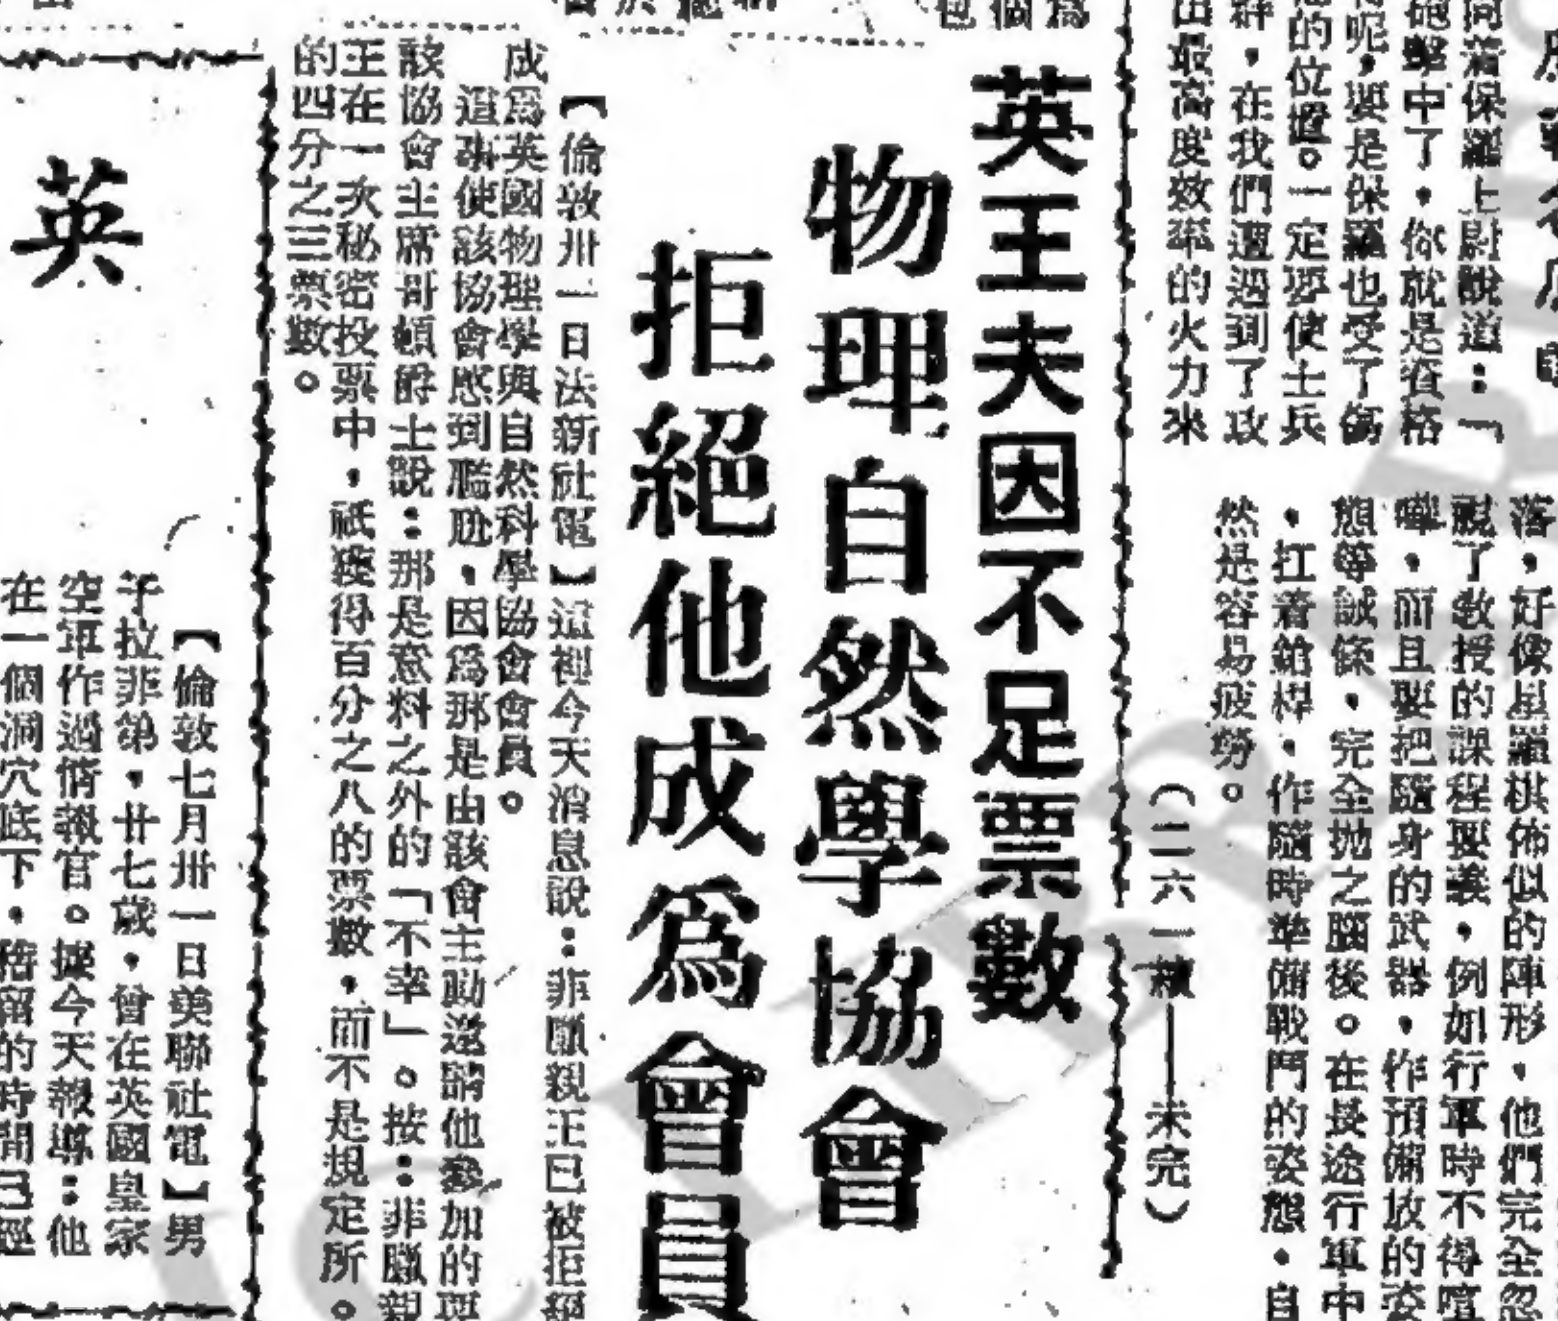 向着保羅上尉說道：「
砲擊中了，你就是資格
呢，要是保羅也受了傷
的位置。一定要使士兵
群，在我們遭遇到了攻
出最高度效率的火力來
落，好像星羅棋佈似的陣形，他們完全忽
視了教授的課程要義，例如行軍時不得喧
嘩，而且要把隨身的武器，作預備放的姿
態等誡條，完全拋之腦後。在長途行軍中
，扛着鎗桿，作隨時準備戰鬥的姿態，自
然是容易疲勞。
（二六一續——未完）
英王夫因不足票數
物理自然學協會
拒絕他成為會員
【倫敦卅一日法新社電】這裡今天消息說：菲臘親王已被拒絕
成為英國物理學與自然科學協會會員。
這事使該協會感到尷尬，因為那是由該會主動邀請他參加的
該協會主席哥頓爵士說：那是意料之外的「不幸」。按：菲臘親
王在一次秘密投票中，祇獲得百分之八的票數，而不是規定所
的四分之三票數。
英
【倫敦七月卅一日美聯社電】男
子拉菲第，廿七歲，曾在英國皇家
空軍作過情報官。據今天報導：他
在一個洞穴底下，留的時間已經